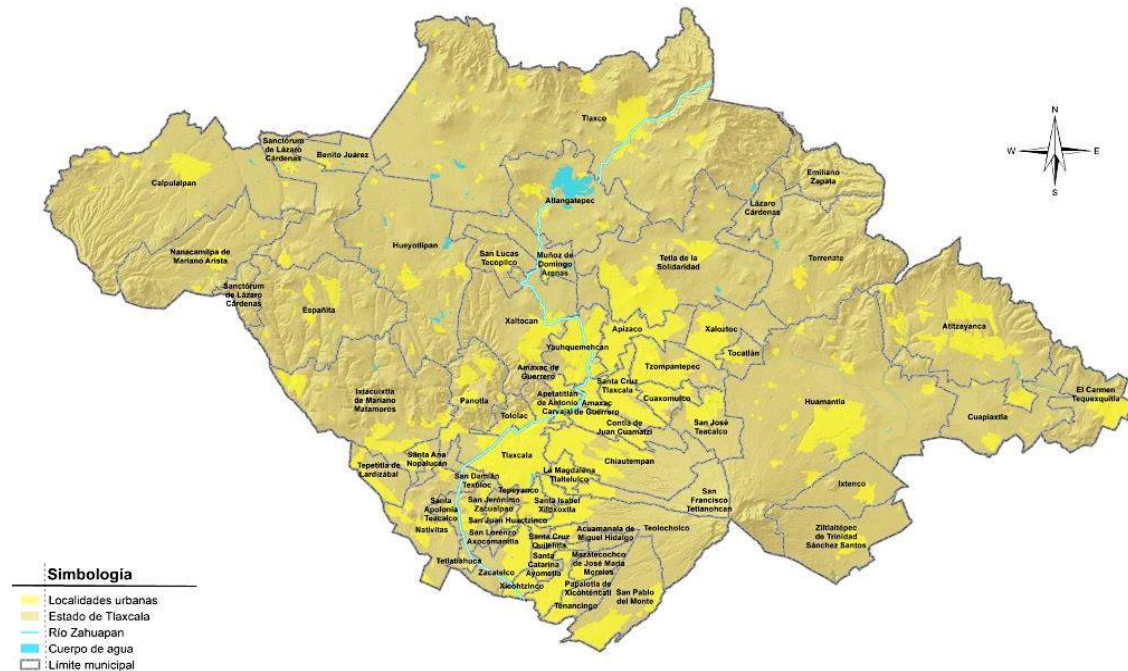 N
W
E
S
Tlaxco
Sanctórum
de Lázaro
Cárdenas
Benito Juárez
Calpulalpan
Emiliano
Zapata
Atlangatepec
Lázaro
Cárdenas
Hueyotlipan
San Lucas
Tecopilco
Muñoz de
Domingo
Arenas
Tetla de la
Solidaridad
Terrenate
Nanacamilpa de
Mariano Arista
Sanctórum
de Lázaro
Cárdenas
Españita
Xaltocan
Apizaco
Xaloztoc
Atltzayanca
Yauhquemehcan
Tocatlán
Amaxac de
Guerrero
Tzompantepec
Santa Cruz
Tlaxcala
Ixtacuixtla
de Mariano
Matamoros
Panotla
Apetatitlán
de Antonio
Carvajal
Amaxac
de Guerrero
Cuaxomulco
Huamantla
El Carmen
Tequexquitla
Cuapiaxtla
Totolac
Contla de
Juan Cuamatzi
San José
Teacalco
Santa Ana
Nopalucan
Tlaxcala
Chiautempan
Tepetitla de
Lardizábal
La Magdalena
Tlaltelulco
San Damián
Texóloc
Tepeyanco
Ixtenco
Santa
Apolonia
Teacalco
San Jerónimo
Zacualpan
Santa Isabel
Xiloxoxtla
San
Francisco
Tetlanohcan
San Juan Huactzinco
Nativitas
San Lorenzo
Axocomanitla
Santa Cruz
Quilehtla
Acuamanala de
Miguel Hidalgo
Teolocholco
Ziltlaltépec
de Trinidad
Sánchez Santos
Tetlatlahuca
Zacatelco
Santa
Catarina
Ayometla
Mazatecochco
de José María
Morelos
Xicohtzinco
Papalotla de
Xicohténcatl
San Pablo
del Monte
Tenancingo
Simbología
Localidades urbanas
Estado de Tlaxcala
Río Zahuapan
Cuerpo de agua
Límite municipal